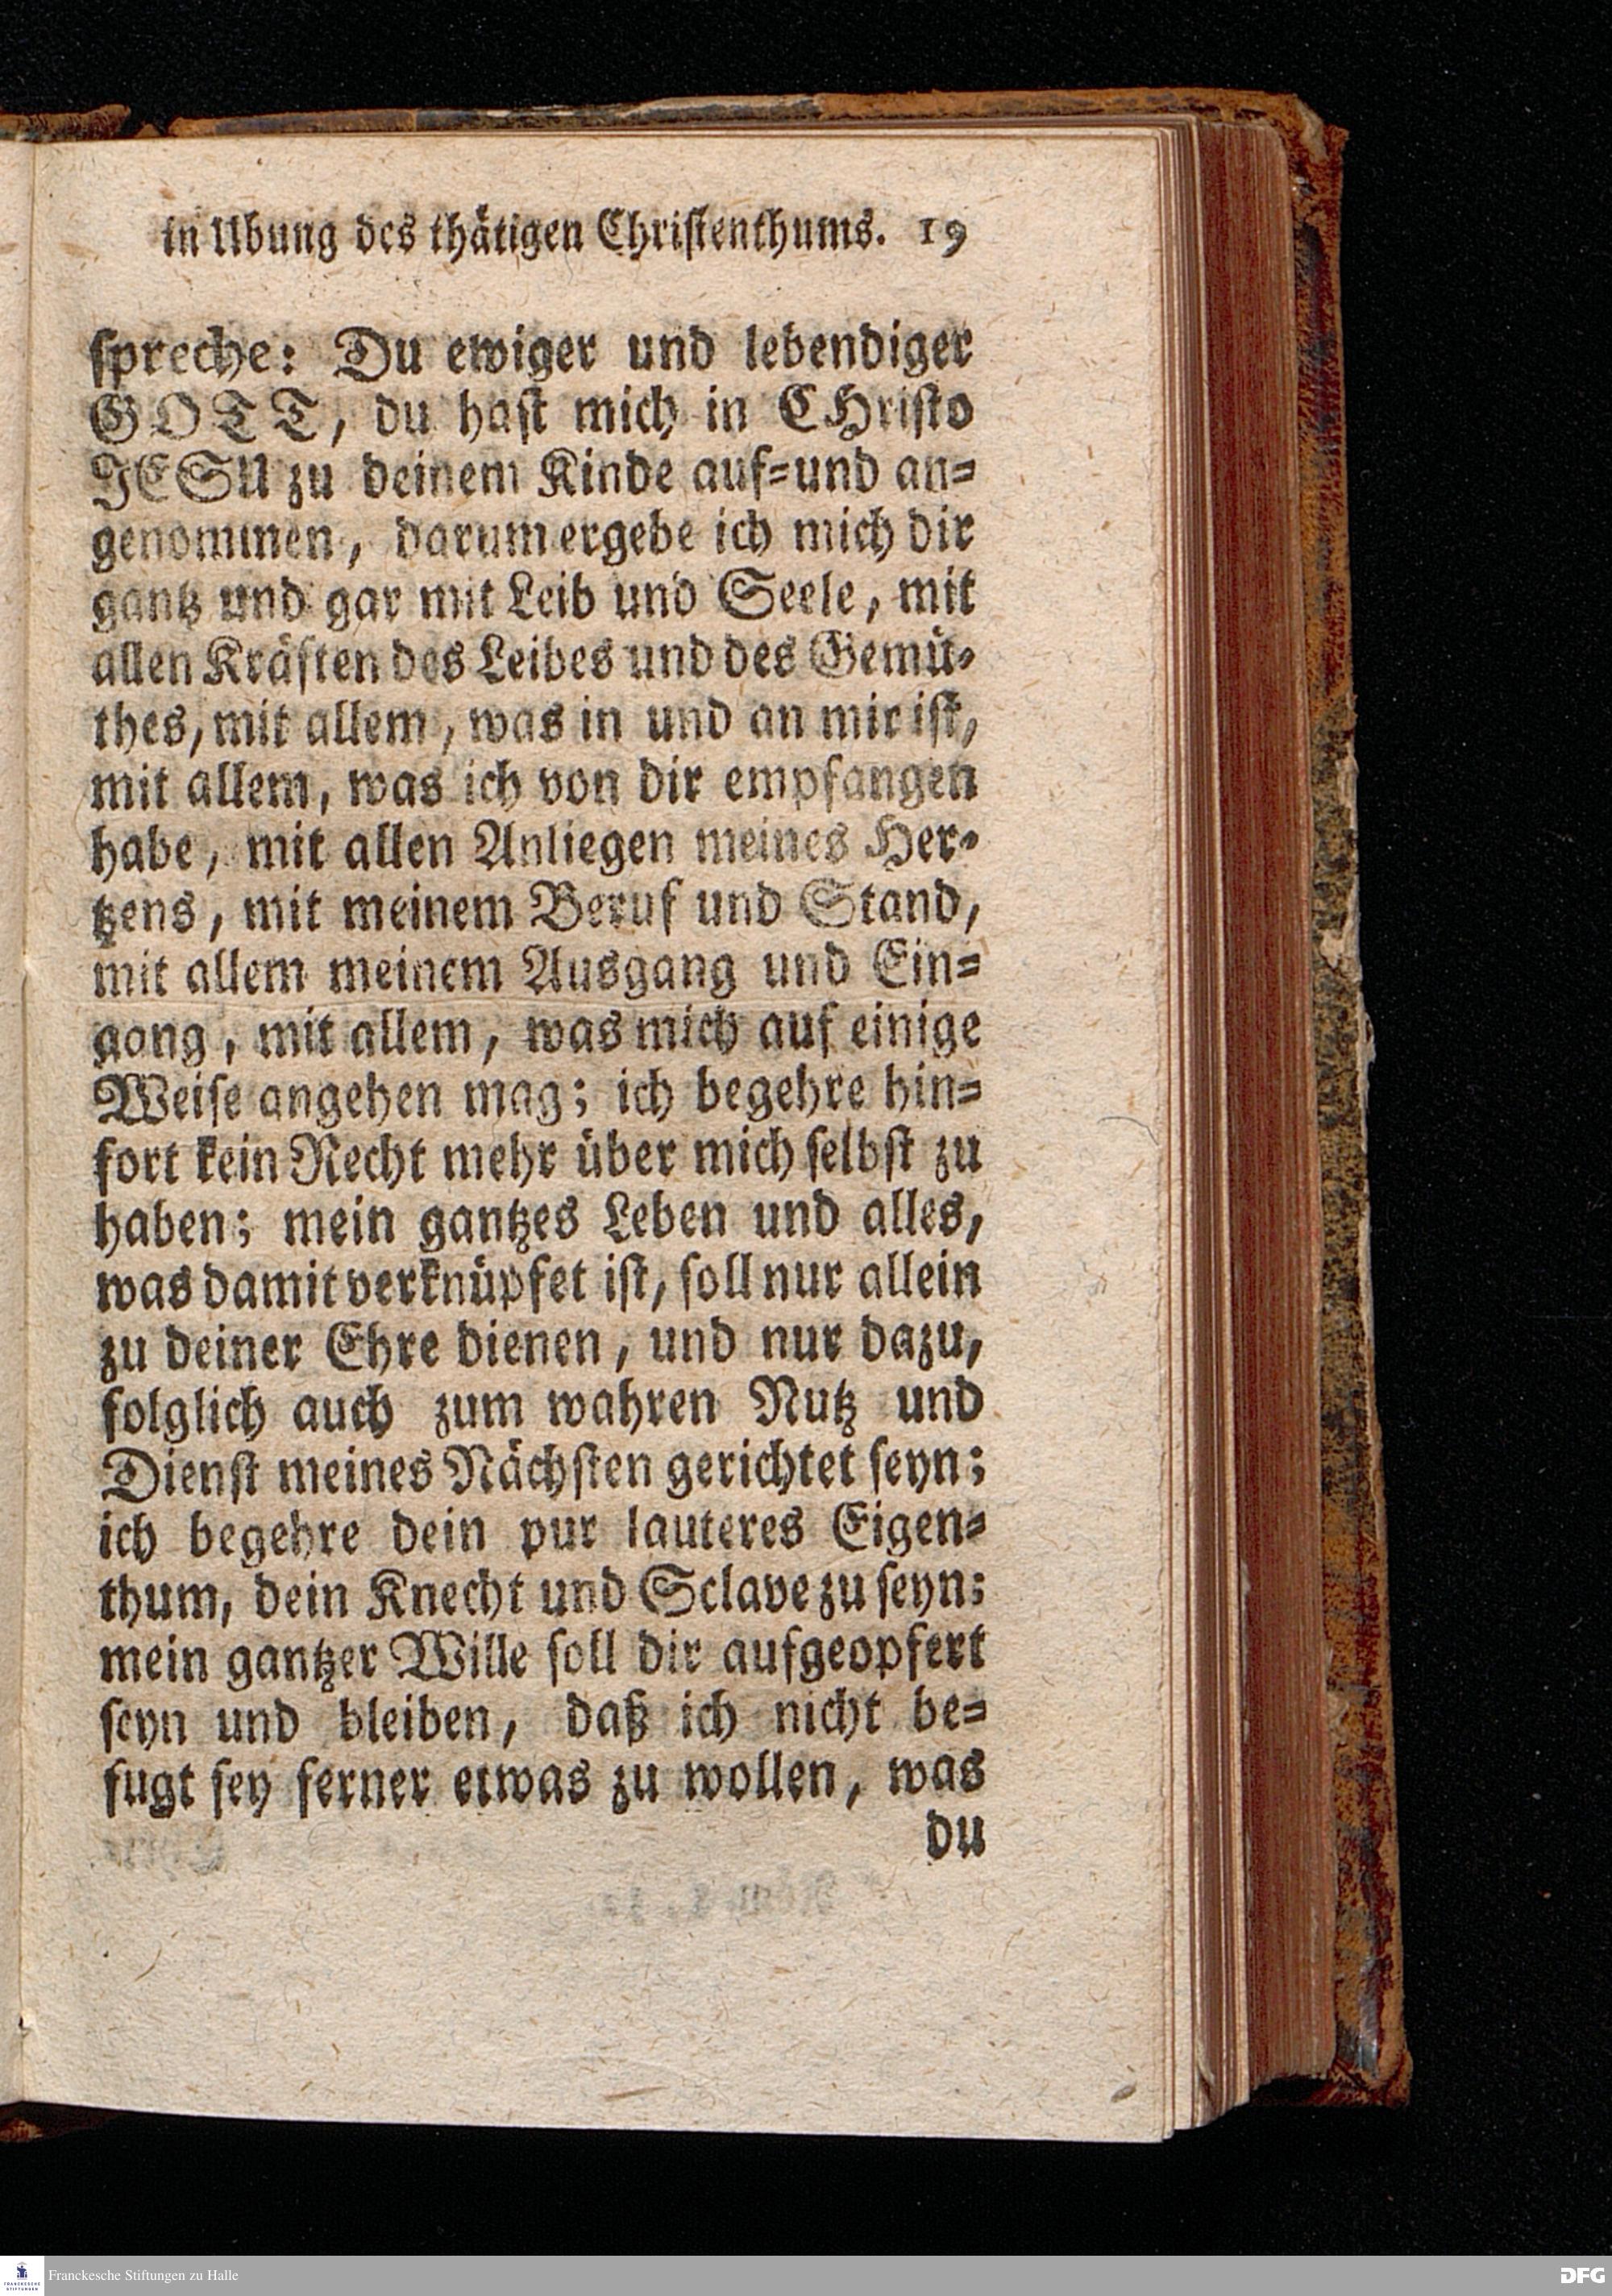 in Ubung des thätigen Christenthums. 19
spreche: Du ewiger und lebendiger
GOTT, du hast mich in CHristo
JESU zu deinem Kinde auf=und an=
genommen, darum ergebe ich mich dir
gantz und gar mit Leib und Seele, mit
allen Kräften des Leibes und des Gemü=
thes, mit allem, was in und an mir ist,
mit allem, was ich von dir empfangen
habe, mit allen Anliegen meines Her=
tzens, mit meinem Beruf und Stand,
mit allem meinem Ausgang und Ein=
gang, mit allem, was mich auf einige
Weise angehen mag; ich begehre hin=
fort kein Recht mehr über mich selbst zu
haben; mein gantzes Leben und alles,
was damit verknüpfet ist, soll nur allein
zu deiner Ehre dienen, und nur dazu,
folglich auch zum wahren Nutz und
Dienst meines Nächsten gerichtet seyn;
ich begehre dein pur lauteres Eigen=
thum, dein Knecht und Sclave zu seyn;
mein gantzer Wille soll dir aufgeopfert
seyn und bleiben, daß ich nicht be=
fugt sey ferner etwas zu wollen, was
du
FRANCKESCHE STIFTUNGEN
Franckesche Stiftungen zu Halle
DFG